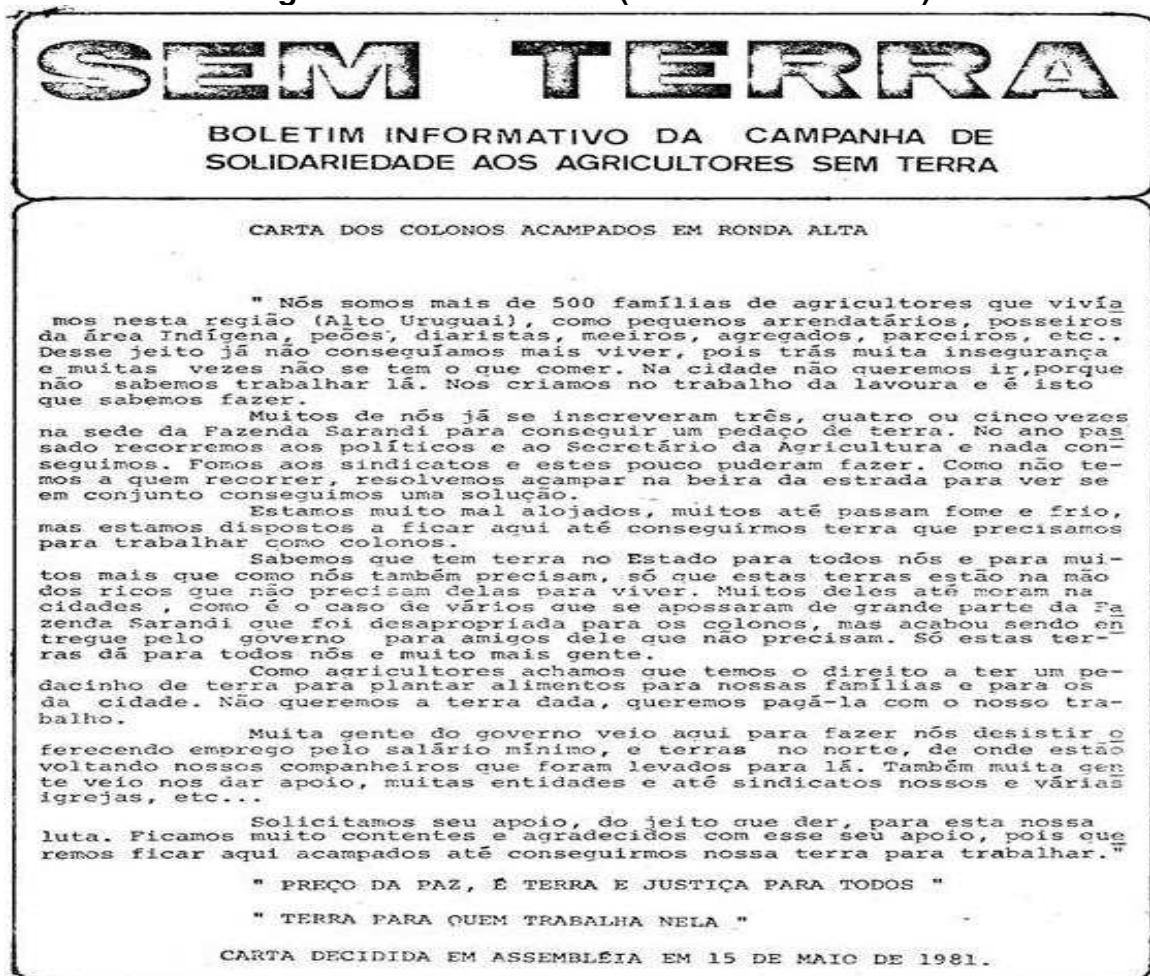 SEM TERRA
BOLETIM INFORMATIVO DA CAMPANHA DE
SOLIDARIEDADE AOS AGRICULTORES SEM TERRA
CARTA DOS COLONOS ACAMPADOS EM RONDA ALTA
" Nós somos mais de 500 famílias de agricultores que vivía
mos nesta região (Alto Uruguai), como pequenos arrendatários, posseiros
da área Indígena, peões, diaristas, meeiros, agregados, parceiros, etc..
Desse jeito já não conseguíamos mais viver, pois trás muita insegurança
e muitas vezes não se tem o que comer. Na cidade não queremos ir,porque
não sabemos trabalhar lá. Nos criamos no trabalho da lavoura e é isto
que sabemos fazer.
Muitos de nós já se inscreveram três, quatro ou cinco vezes
na sede da Fazenda Sarandi para conseguir um pedaço de terra. No ano pas
sado recorremos aos políticos e ao Secretário da Agricultura e nada con-
seguimos. Fomos aos sindicatos e estes pouco puderam fazer. Como não te-
mos a quem recorrer, resolvemos acampar na beira da estrada para ver se
em conjunto conseguimos uma solução.
Estamos muito mal alojados, muitos até passam fome e frio,
mas estamos dispostos a ficar aqui até conseguirmos terra que precisamos
para trabalhar como colonos.
Sabemos que tem terra no Estado para todos nós e para mui-
tos mais que como nós também precisam, só que estas terras estão na mão
dos ricos que não precisam delas para viver. Muitos deles até moram na
cidades , como é o caso de vários que se apossaram de grande parte da Fa
zenda Sarandi que foi desapropriada para os colonos, mas acabou sendo en
tregue pelo governo para amigos dele que não precisam. Só estas ter-
ras dá para todos nós e muito mais gente.
Como agricultores achamos que temos o direito a ter um pe-
dacinho de terra para plantar alimentos para nossas famílias e para os
da cidade. Não queremos a terra dada, queremos pagá-la com o nosso tra-
balho.
Muita gente do governo veio aqui para fazer nós desistir o
ferecendo emprego pelo salário mínimo, e terras no norte, de onde estão
voltando nossos companheiros que foram levados para lá. Também muita gen
te veio nos dar apoio, muitas entidades e até sindicatos nossos e várias
igrejas, etc...
Solicitamos seu apoio, do jeito que der, para esta nossa
luta. Ficamos muito contentes e agradecidos com esse seu apoio, pois que
remos ficar aqui acampados até conseguirmos nossa terra para trabalhar."
" PREÇO DA PAZ, É TERRA E JUSTIÇA PARA TODOS "
" TERRA PARA QUEM TRABALHA NELA "
CARTA DECIDIDA EM ASSEMBLÉIA EM 15 DE MAIO DE 1981.